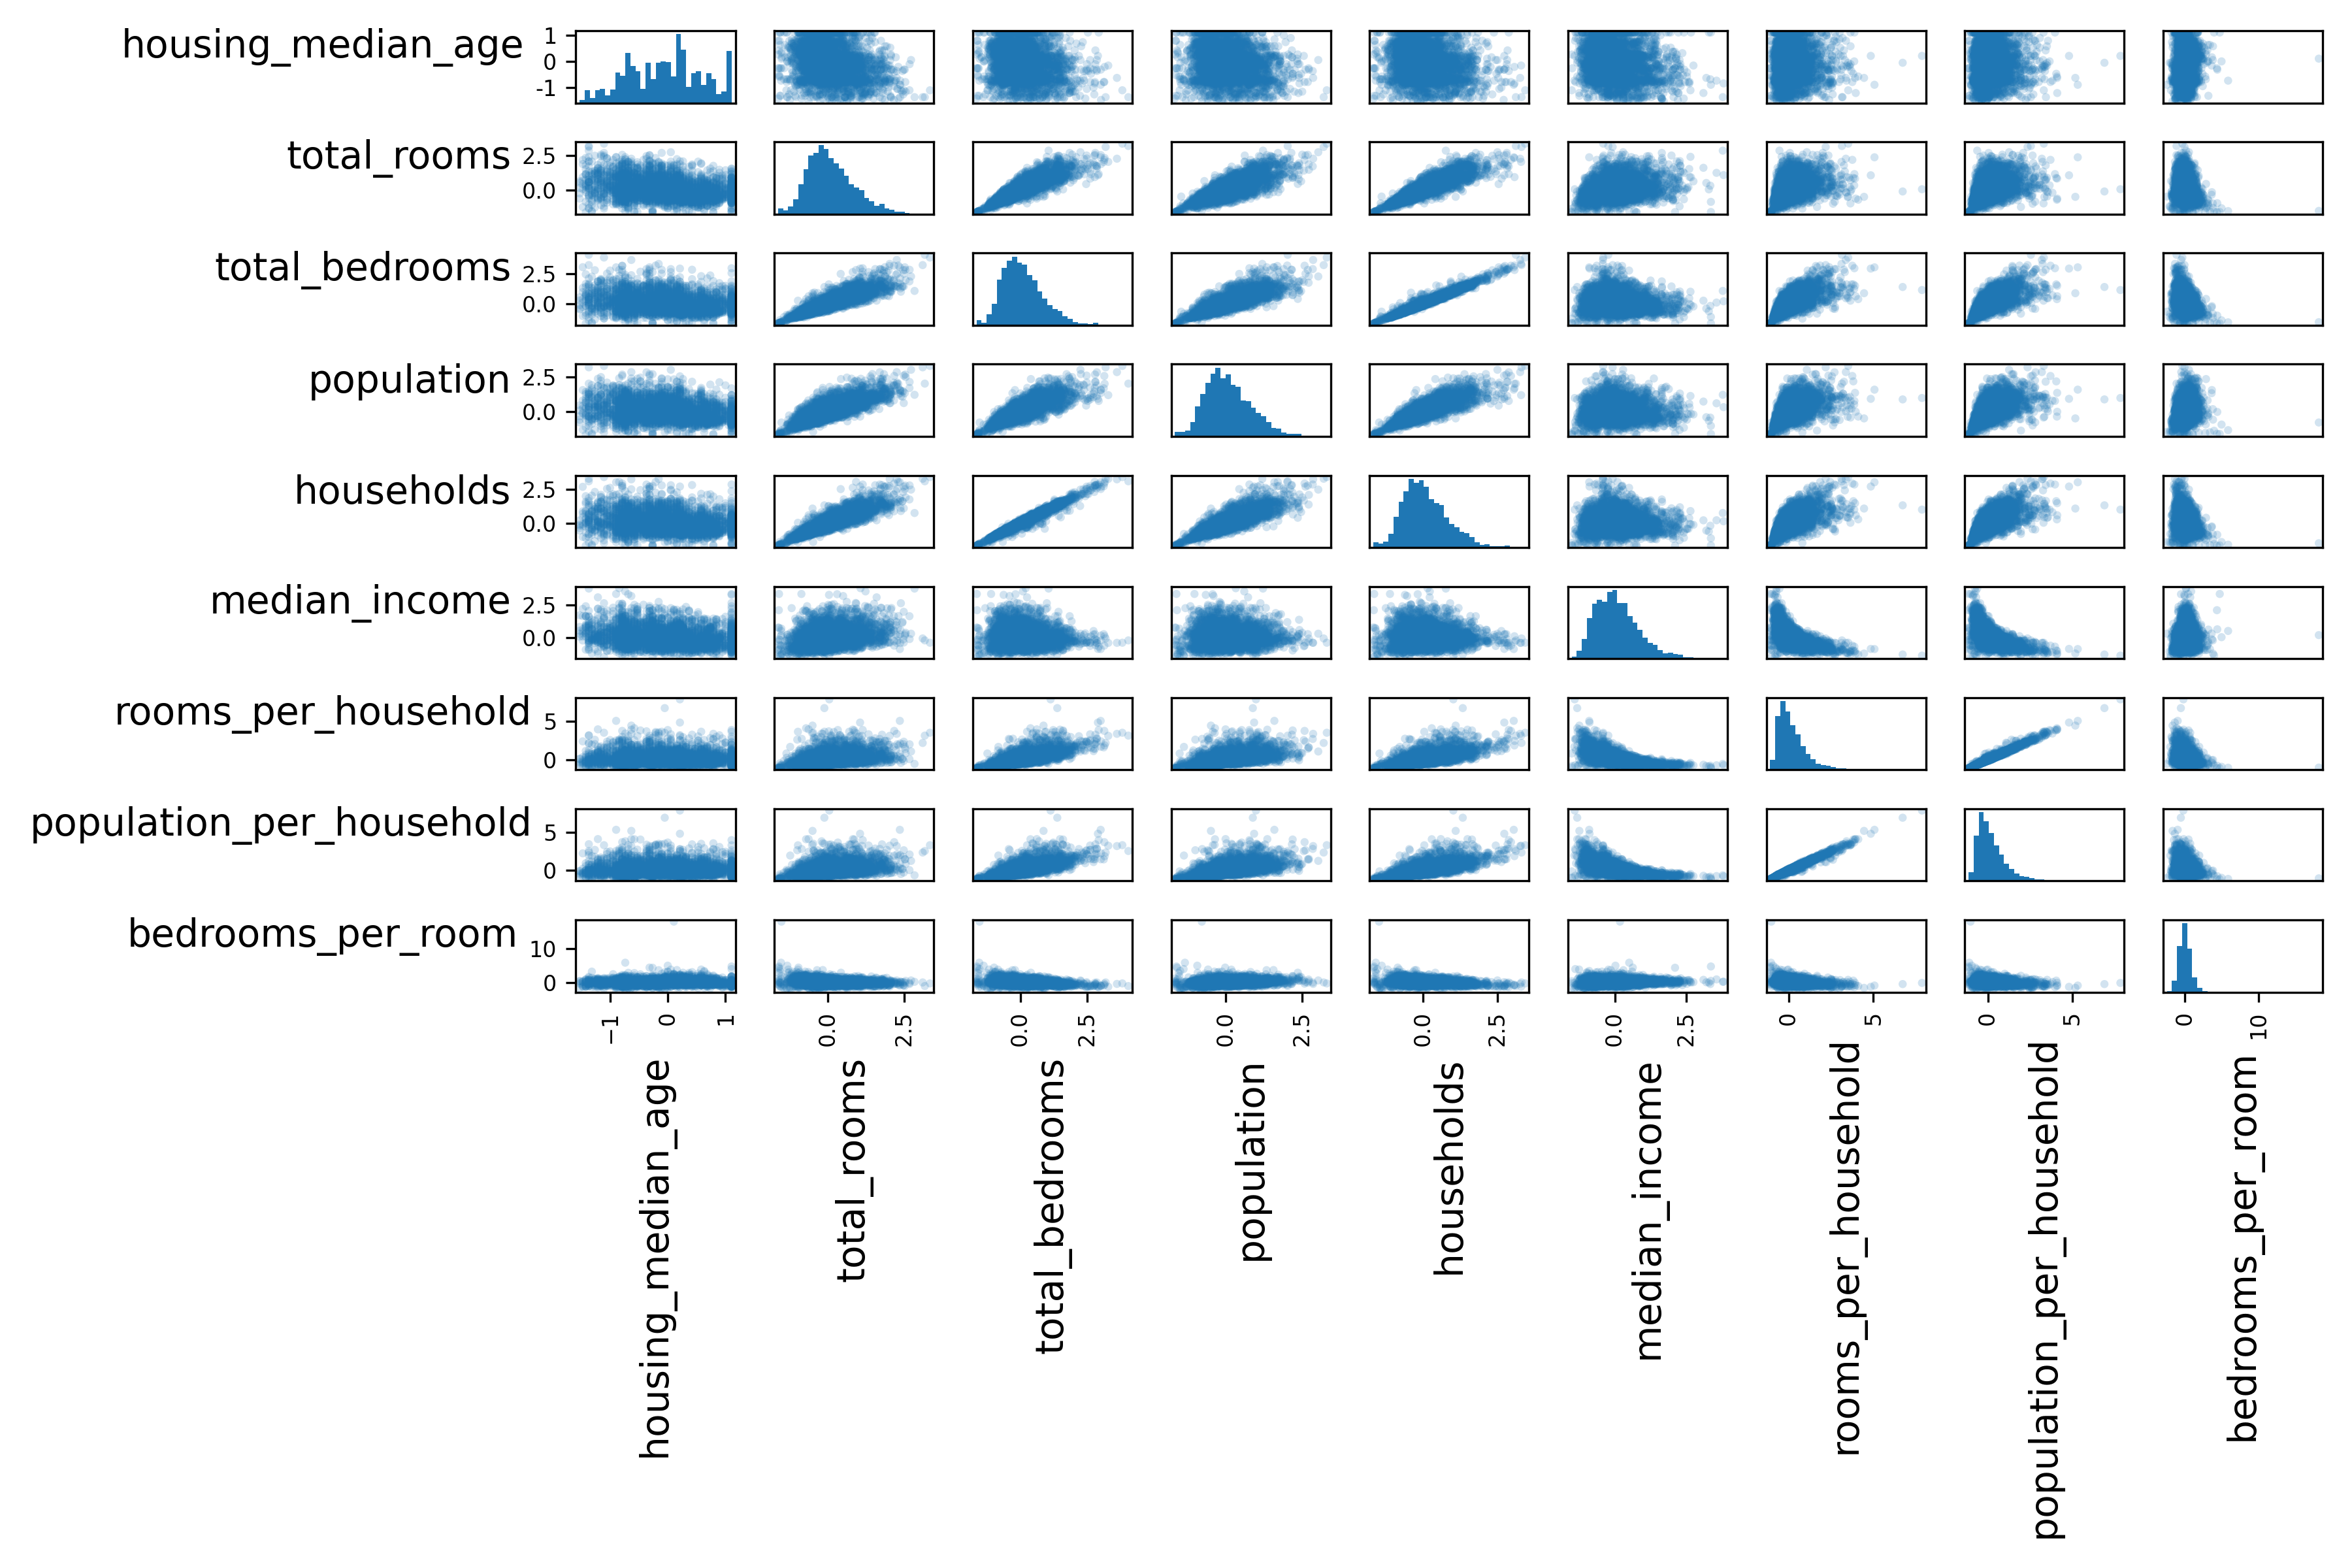 housing_median_age
1
0
-1
total_rooms
2.5
0.0
total_bedrooms
2.5
0.0
population
2.5
0.0
households
2.5
0.0
median_income
2.5
0.0
rooms_per_household
5
0
population_per_household
5
0
bedrooms_per_room
10
0
−1 0 1
0.0 2.5
0.0 2.5
0.0 2.5
0.0 2.5
0.0 2.5
0 5
0 5
0 10
housing_median_age
total_rooms
total_bedrooms
population
households
median_income
rooms_per_household
population_per_household
bedrooms_per_room